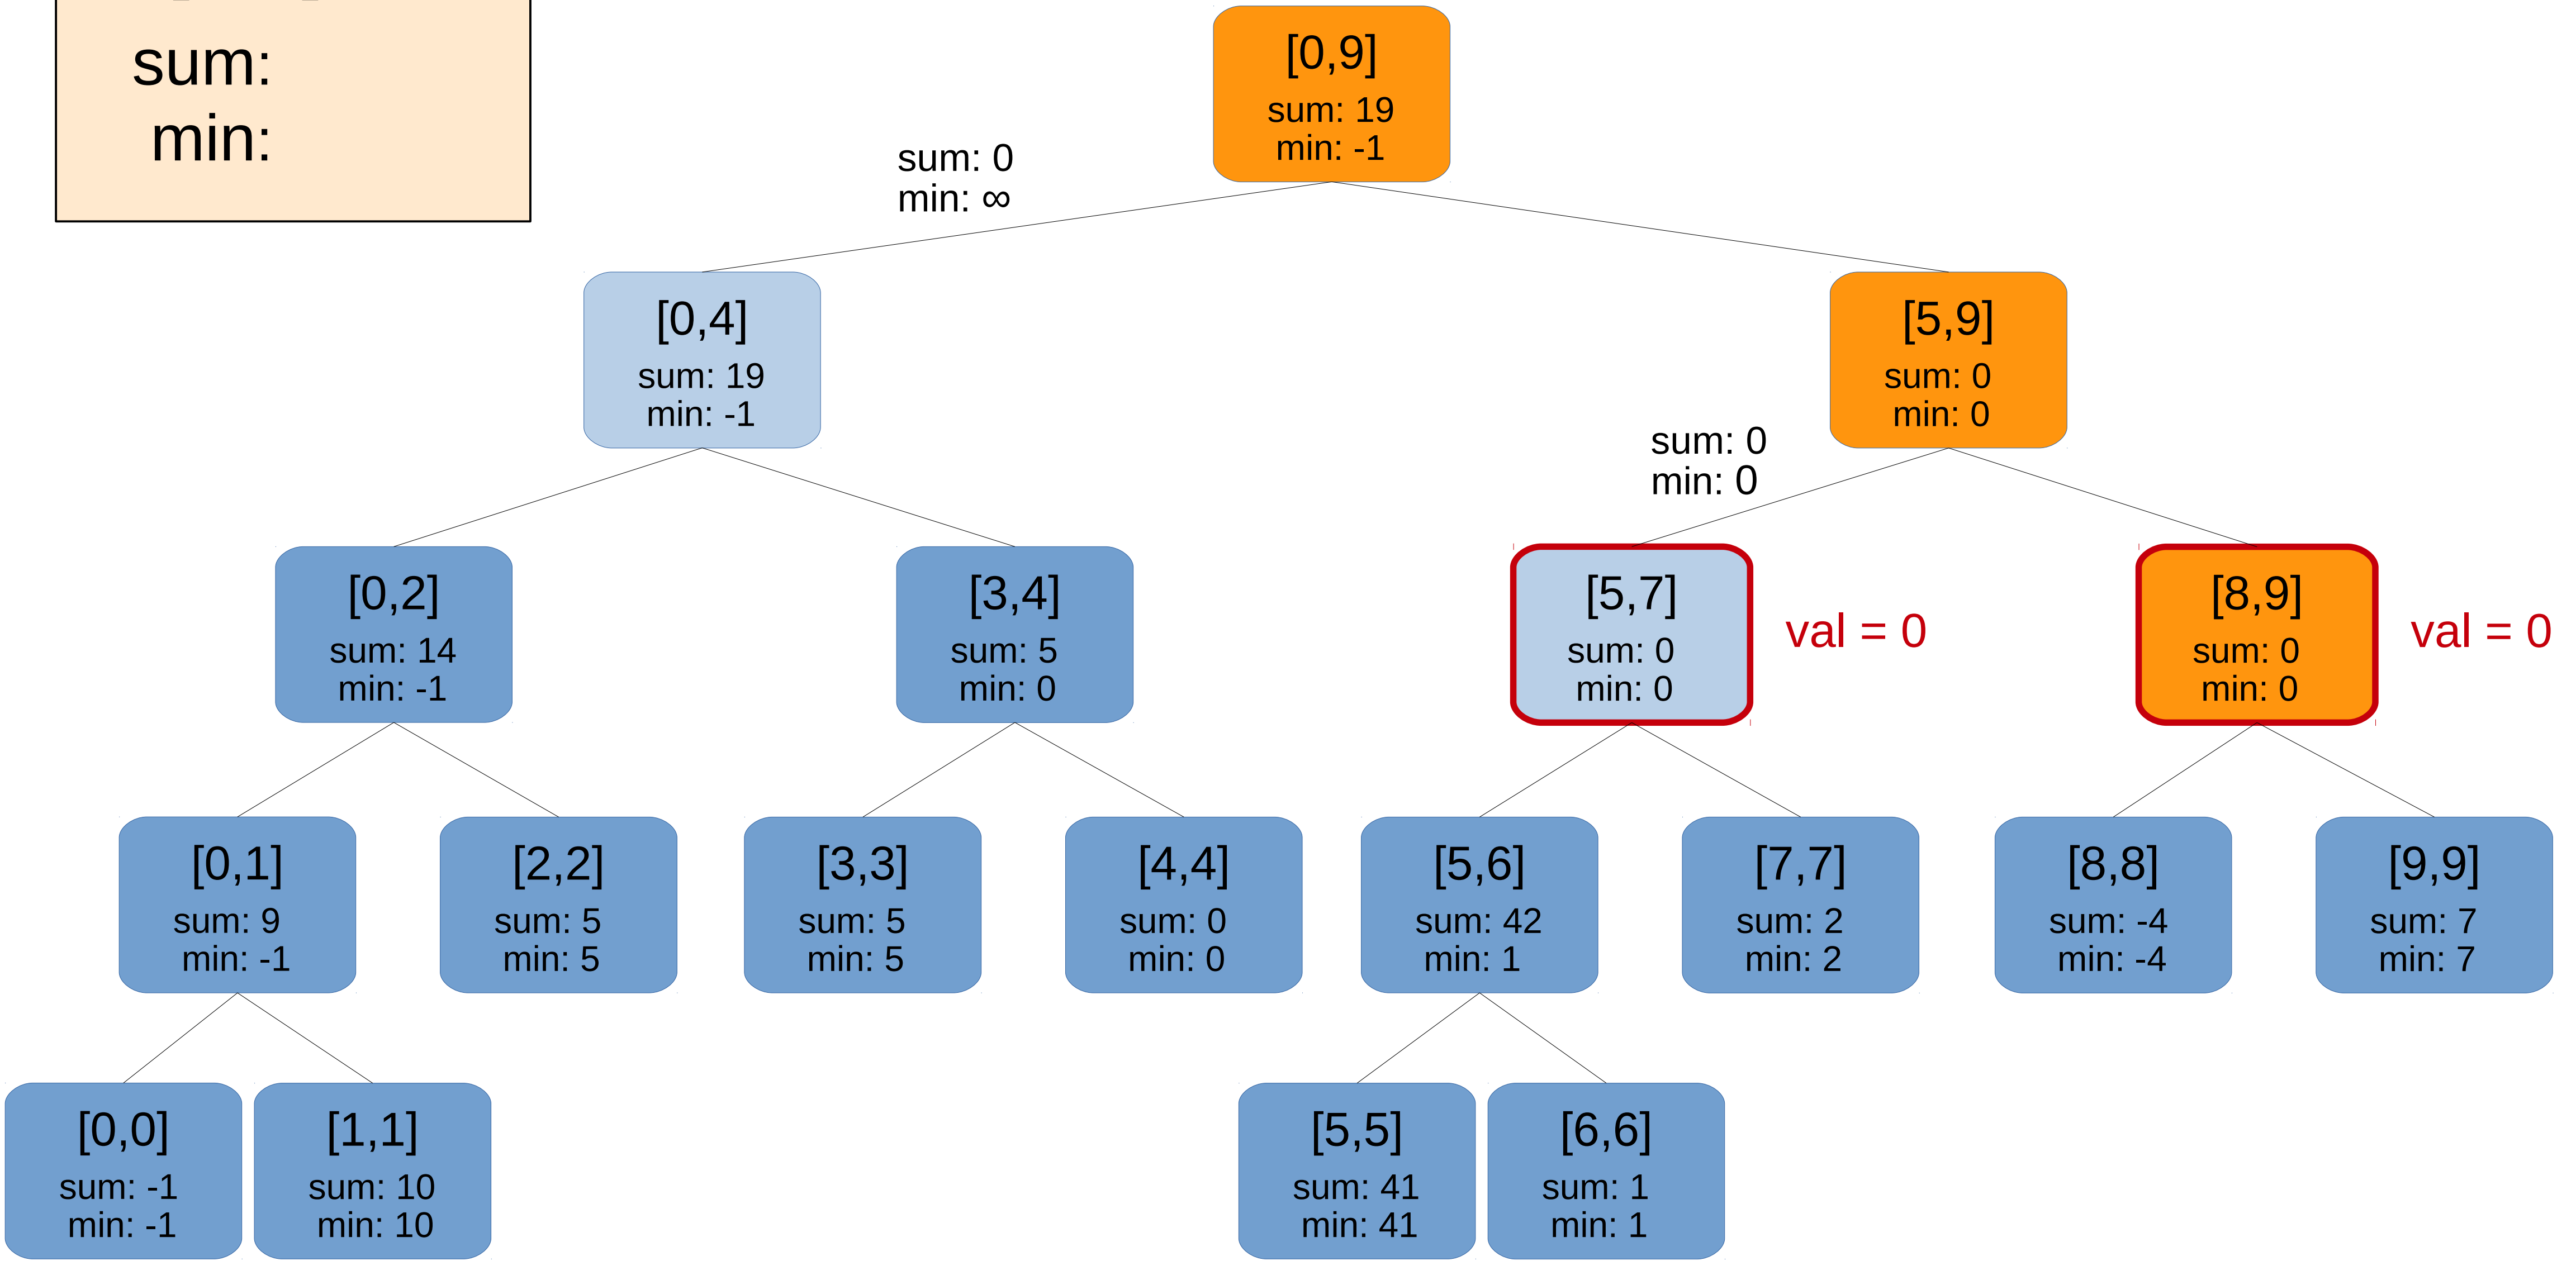 sum:
min:
[0,9]
sum: 19
min: -1
sum: 0
min: ∞
[0,4]
sum: 19
min: -1
[5,9]
sum: 0
min: 0
sum: 0
min: 0
[0,2]
sum: 14
min: -1
[3,4]
sum: 5
min: 0
[5,7]
sum: 0
min: 0
val = 0
[8,9]
sum: 0
min: 0
val = 0
[0,1]
sum: 9
min: -1
[2,2]
sum: 5
min: 5
[3,3]
sum: 5
min: 5
[4,4]
sum: 0
min: 0
[5,6]
sum: 42
min: 1
[7,7]
sum: 2
min: 2
[8,8]
sum: -4
min: -4
[9,9]
sum: 7
min: 7
[0,0]
sum: -1
min: -1
[1,1]
sum: 10
min: 10
[5,5]
sum: 41
min: 41
[6,6]
sum: 1
min: 1